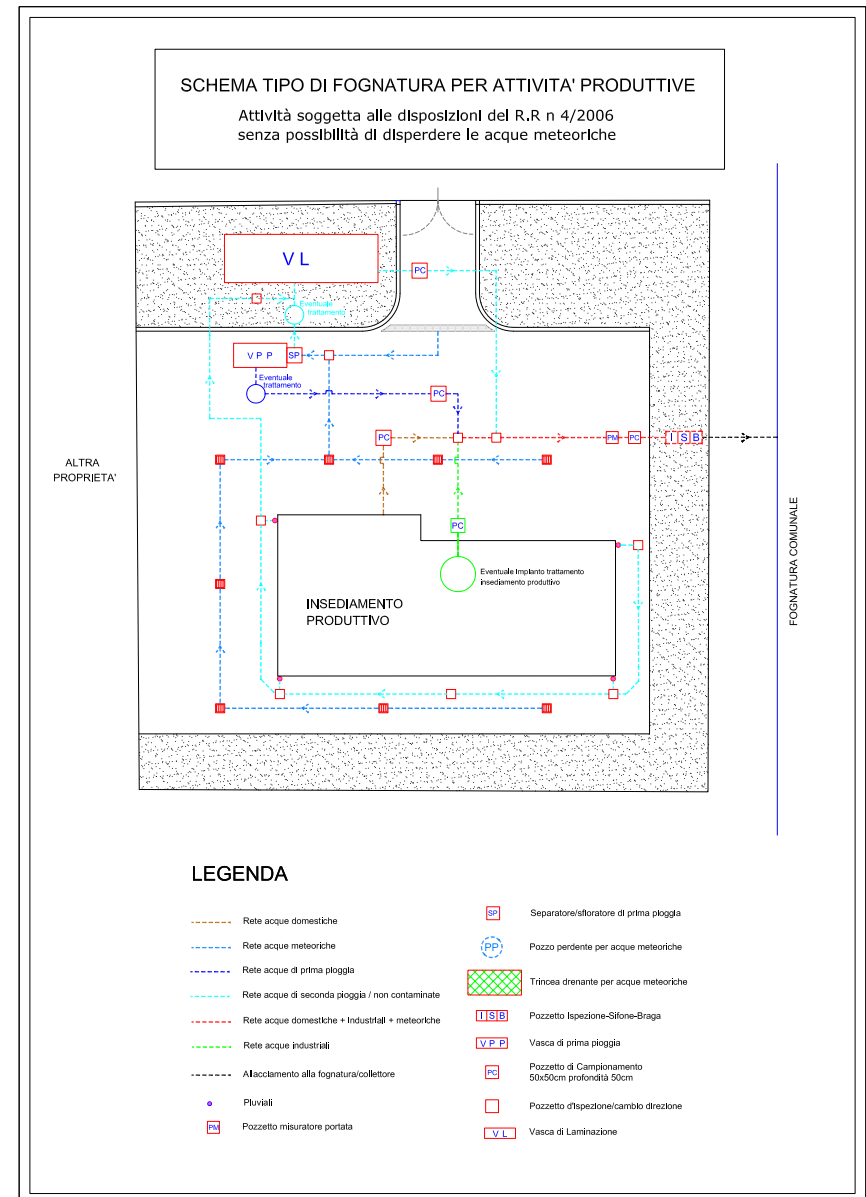 SCHEMA TIPO DI FOGNATURA PER ATTIVITA' PRODUTTIVE
Attività soggetta alle disposizioni del R.R n 4/2006
senza possibilità di disperdere le acque meteoriche
V L
PC
Eventuale
trattamento
V P P
SP
Eventuale
trattamento
PC
PC
PM
PC
I S B
ALTRA
PROPRIETA'
FOGNATURA COMUNALE
PC
Eventuale Impianto trattamento
insediamento produttivo
INSEDIAMENTO
PRODUTTIVO
LEGENDA
Rete acque domestiche
Rete acque meteoriche
Rete acque di prima pioggia
Rete acque di seconda pioggia / non contaminate
Rete acque domestiche + Industriali + meteoriche
Rete acque industriali
Allacciamento alla fognatura/collettore
Pluviali
PM
Pozzetto misuratore portata
SP
Separatore/sfioratore di prima pioggia
PP
Pozzo perdente per acque meteoriche
Trincea drenante per acque meteoriche
I S B
Pozzetto Ispezione-Sifone-Braga
V P P
Vasca di prima pioggia
PC
Pozzetto di Campionamento
50x50cm profondità 50cm
Pozzetto d'Ispezione/cambio direzione
V L
Vasca di Laminazione